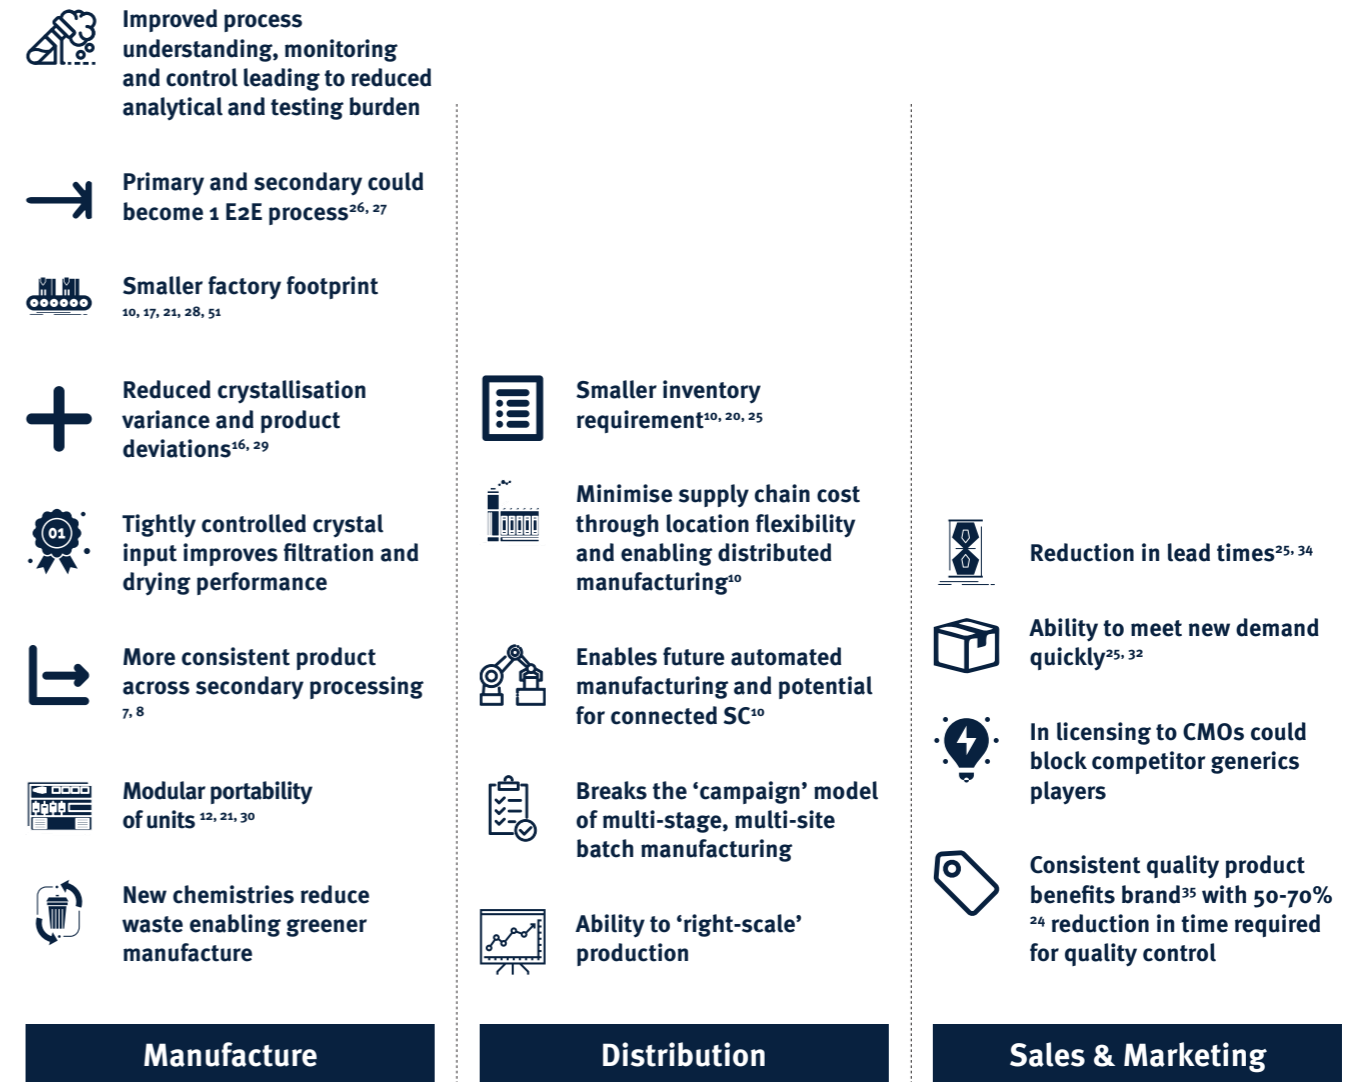 Improved process
understanding, monitoring
and control leading to reduced
analytical and testing burden
Primary and secondary could
become 1 E2E process26, 27
Smaller factory footprint
10, 17, 21, 28, 51
Reduced crystallisation
variance and product
deviations16, 29
01
Tightly controlled crystal
input improves filtration and
drying performance
More consistent product
across secondary processing
7, 8
Modular portability
of units 12, 21, 30
New chemistries reduce
waste enabling greener
manufacture
Manufacture
Smaller inventory
requirement10, 20, 25
Minimise supply chain cost
through location flexibility
and enabling distributed
manufacturing10
Enables future automated
manufacturing and potential
for connected SC10
Breaks the ‘campaign’ model
of multi-stage, multi-site
batch manufacturing
Ability to ‘right-scale’
production
Distribution
Reduction in lead times25, 34
Ability to meet new demand
quickly25, 32
In licensing to CMOs could
block competitor generics
players
Consistent quality product
benefits brand35 with 50-70%
24 reduction in time required
for quality control
Sales & Marketing